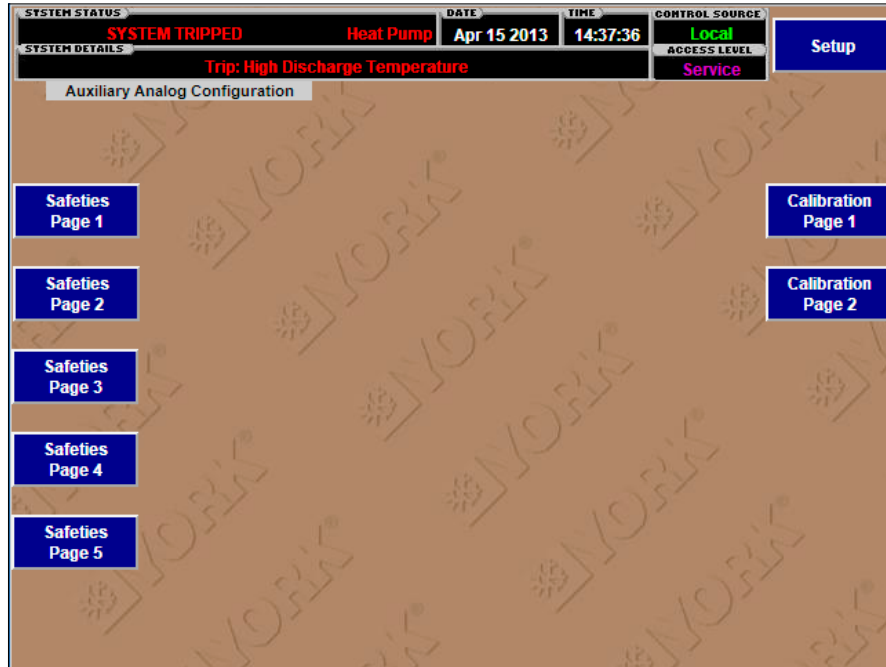 SYSTEM STATUS
SYSTEM TRIPPED Heat Pump
DATE
Apr 15 2013
TIME
14:37:36
CONTROL SOURCE
Local
SYSTEM DETAILS
Trip: High Discharge Temperature
ACCESS LEVEL
Service
Setup
Auxiliary Analog Configuration
Safeties
Page 1
Safeties
Page 2
Safeties
Page 3
Safeties
Page 4
Safeties
Page 5
Calibration
Page 1
Calibration
Page 2
YORK®